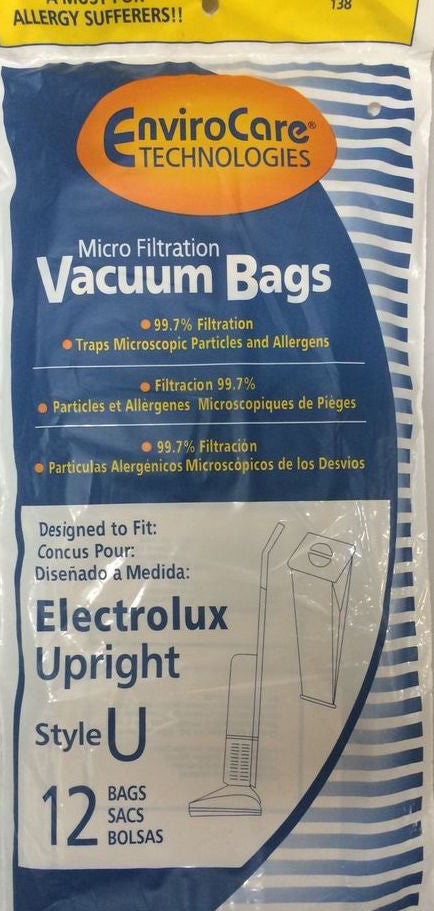 A MUST FOR
ALLERGY SUFFERERS!!
138
EnviroCare®
TECHNOLOGIES
Micro Filtration
Vacuum Bags
● 99.7% Filtration
● Traps Microscopic Particles and Allergens
● Filtracion 99.7%
● Particles et Allèrgenes Microscopiques de Pièges
● 99.7% Filtración
● Particulas Alergénicos Microscópicos de los Desvios
Designed to Fit:
Concus Pour:
Diseñado a Medida:
Electrolux
Upright
Style U
12 BAGS
SACS
BOLSAS